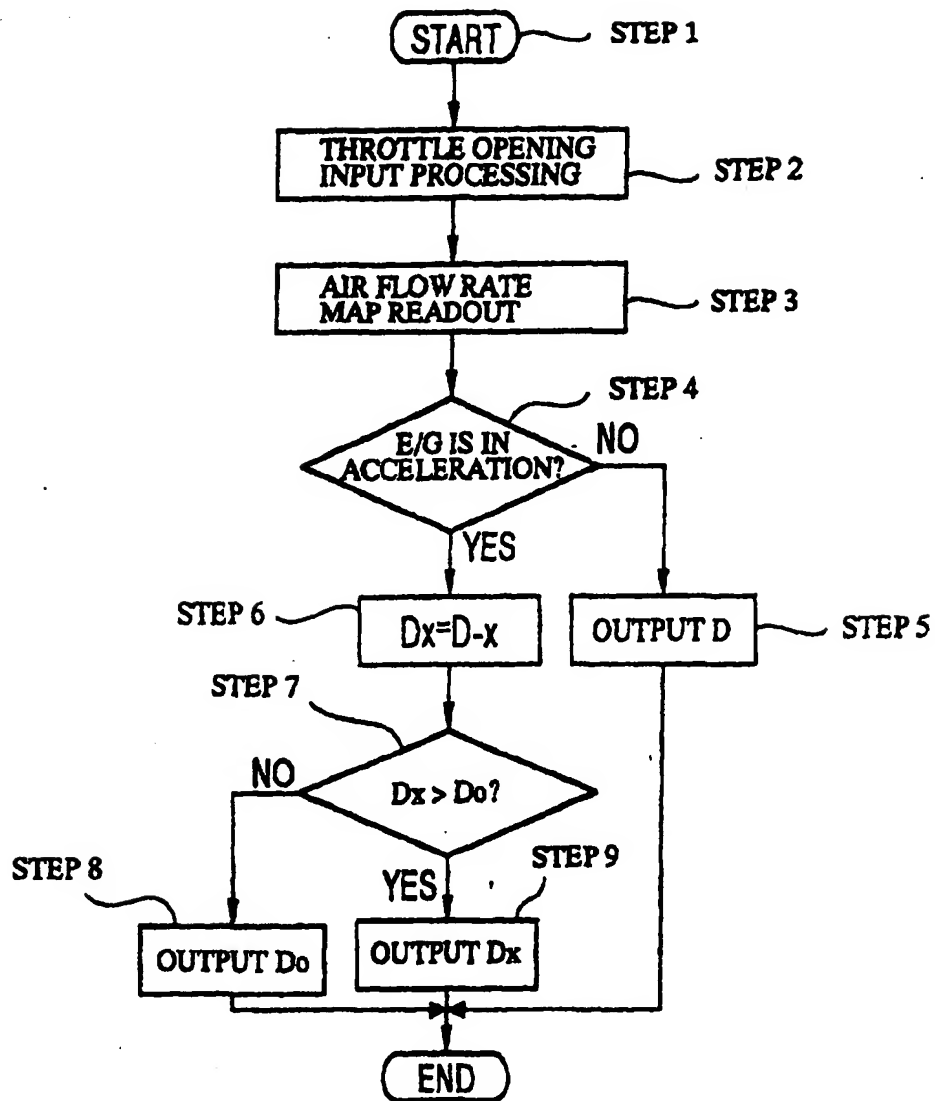 START
STEP 1
THROTTLE OPENING
INPUT PROCESSING
STEP 2
AIR FLOW RATE
MAP READOUT
STEP 3
STEP 4
E/G IS IN
ACCELERATION?
NO
YES
STEP 6
Dx=D-x
OUTPUT D
STEP 5
STEP 7
NO
Dx > Do?
STEP 8
YES
STEP 9
OUTPUT Do
OUTPUT Dx
END